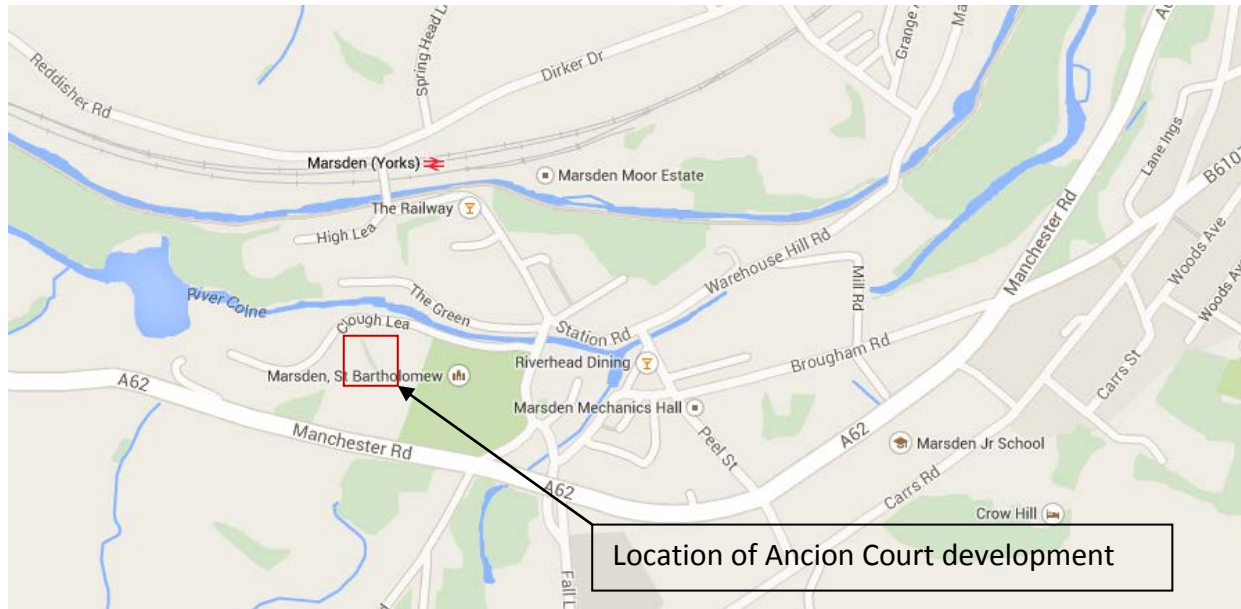 Spring Head L
Ma
Grange
A6
Reddisher Rd
Dirker Dr
Lane Ings
B6107
Marsden (Yorks)
Marsden Moor Estate
The Railway
High Lea
Warehouse Hill Rd
Mill Rd
Manchester Rd
Woods Ave
Woods Av
River Colne
The Green
Clough Lea
Station Rd
Riverhead Dining
Brougham Rd
Marsden, St Bartholomew
A62
Carrs St
Marsden Mechanics Hall
Manchester Rd
Peel St
A62
Marsden Jr School
Carrs Rd
A62
Crow Hill
Fall L
Location of Ancion Court development